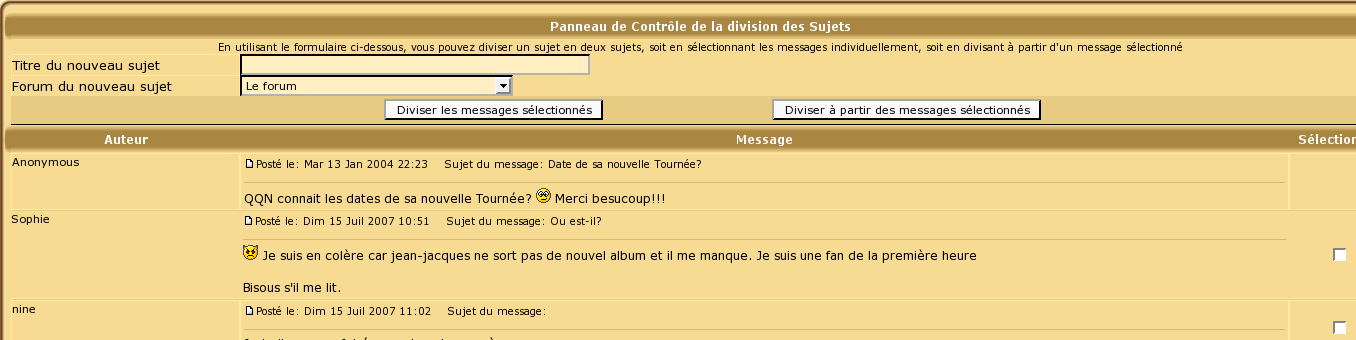 Panneau de Contrôle de la division des Sujets
En utilisant le formulaire ci-dessous, vous pouvez diviser un sujet en deux sujets, soit en sélectionnant les messages individuellement, soit en divisant à partir d'un message sélectionné
Titre du nouveau sujet
Forum du nouveau sujet Le forum
Diviser les messages sélectionnés Diviser à partir des messages sélectionnés
Auteur Message Sélection
Anonymous Posté le: Mar 13 Jan 2004 22:23 Sujet du message: Date de sa nouvelle Tournée?
QQN connait les dates de sa nouvelle Tournée? Merci besucoup!!!
Sophie Posté le: Dim 15 Juil 2007 10:51 Sujet du message: Ou est-il?
Je suis en colère car jean-jacques ne sort pas de nouvel album et il me manque. Je suis une fan de la première heure
Bisous s'il me lit.
nine Posté le: Dim 15 Juil 2007 11:02 Sujet du message: